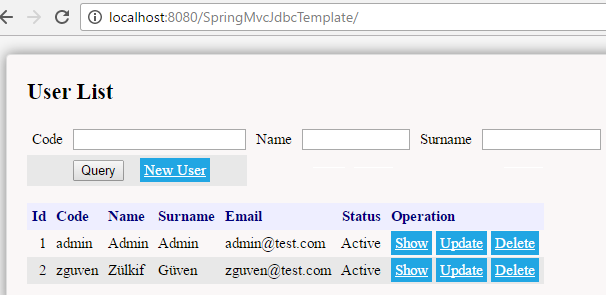 localhost:8080/SpringMvcJdbcTemplate/
User List
Code Name Surname
Query New User
Id Code Name Surname Email Status Operation
1 admin Admin Admin admin@test.com Active Show Update Delete
2 zguven Zülkif Güven zguven@test.com Active Show Update Delete